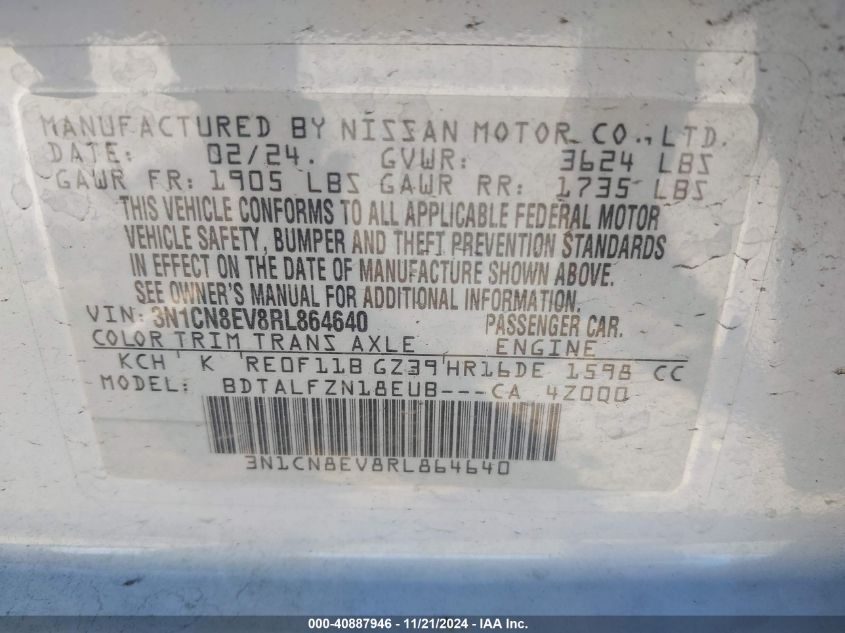 MANUFACTURED BY NISSAN MOTOR CO., LTD.
DATE: 02/24. GVWR: 3624 LBS
GAWR FR: 1905 LBS GAWR RR: 1735 LBS
THIS VEHICLE CONFORMS TO ALL APPLICABLE FEDERAL MOTOR
VEHICLE SAFETY, BUMPER AND THEFT PREVENTION STANDARDS
IN EFFECT ON THE DATE OF MANUFACTURE SHOWN ABOVE.
SEE OWNER'S MANUAL FOR ADDITIONAL INFORMATION.
VIN: 3N1CN8EV8RL864640 PASSENGER CAR.
COLOR TRIM TRANS AXLE ENGINE
KCH ' K ' RE0F11B GZ39 ' HR16DE 1598 CC
MODEL: BDTALFZN18EUB---CA 4Z000
3N1CN8EV8RL864640
000-40887946 - 11/21/2024 - IAA Inc.